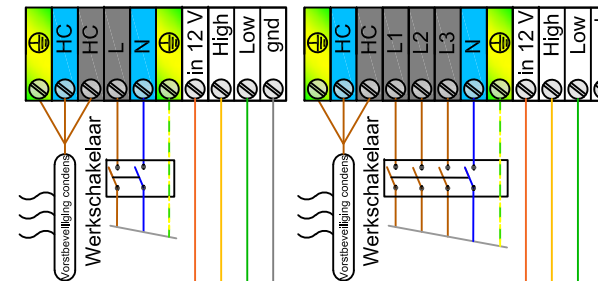 HC
HC
L
N
in 12 V
High
Low
gnd
Vorstbeveiliging condens
Werkschakelaar
HC
HC
L1
L2
L3
N
in 12 V
High
Low
Vorstbeveiliging condens
Werkschakelaar